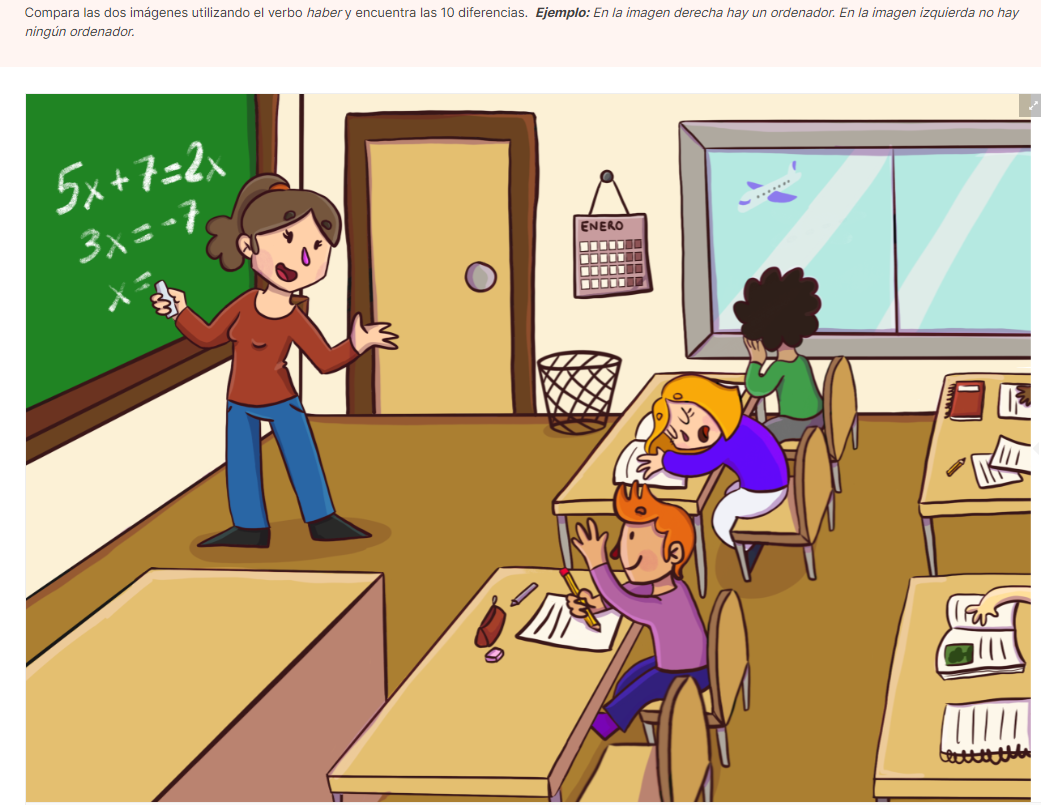 Compara las dos imágenes utilizando el verbo haber y encuentra las 10 diferencias. Ejemplo: En la imagen derecha hay un ordenador. En la imagen izquierda no hay
ningún ordenador.
5x+7=2x
3x=-7
x=
ENERO